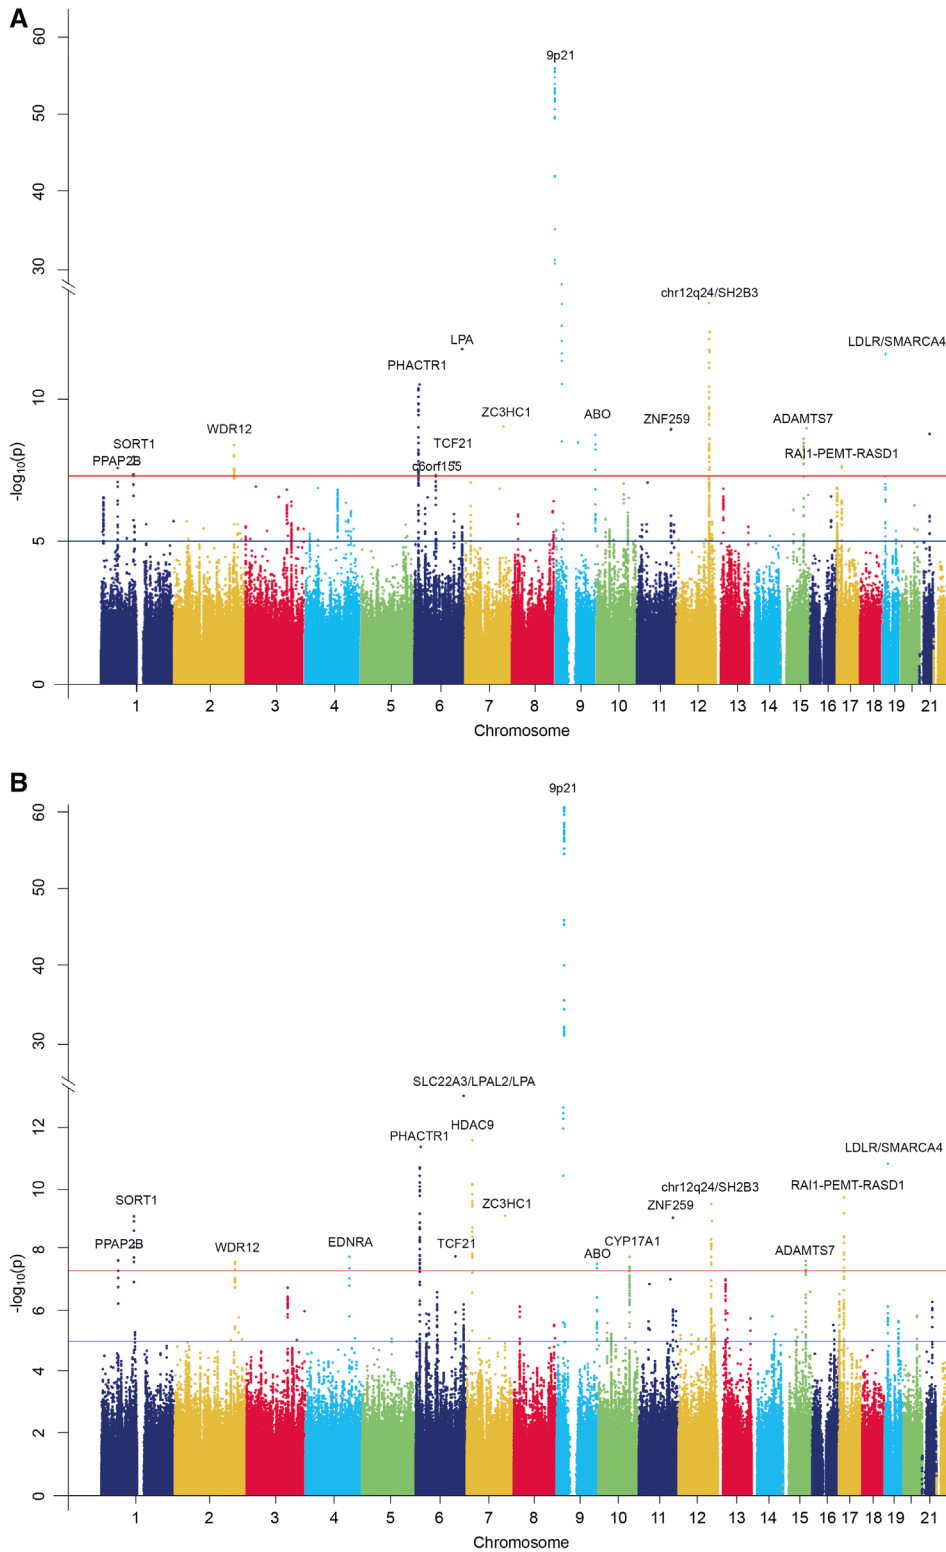 A
60
9p21
50
40
30
chr12q24/SH2B3
LPA
LDLR/SMARCA4
PHACTR1
10
ZC3HC1
ABO
ZNF259
ADAMTS7
WDR12
SORT1
TCF21
RAI1-PEMT-RASD1
PPAP2B
c6orf155
-log10(p)
5
0
1 2 3 4 5 6 7 8 9 10 11 12 13 14 15 16 17 18 19 21
Chromosome
B
9p21
60
50
40
30
SLC22A3/LPAL2/LPA
12
HDAC9
PHACTR1
LDLR/SMARCA4
10
chr12q24/SH2B3
RAI1-PEMT-RASD1
SORT1
ZC3HC1
ZNF259
8
PPAP2B
WDR12
EDNRA
TCF21
ABO
CYP17A1
ADAMTS7
-log10(p)
6
4
2
0
1 2 3 4 5 6 7 8 9 10 11 12 13 14 15 16 17 18 19 21
Chromosome